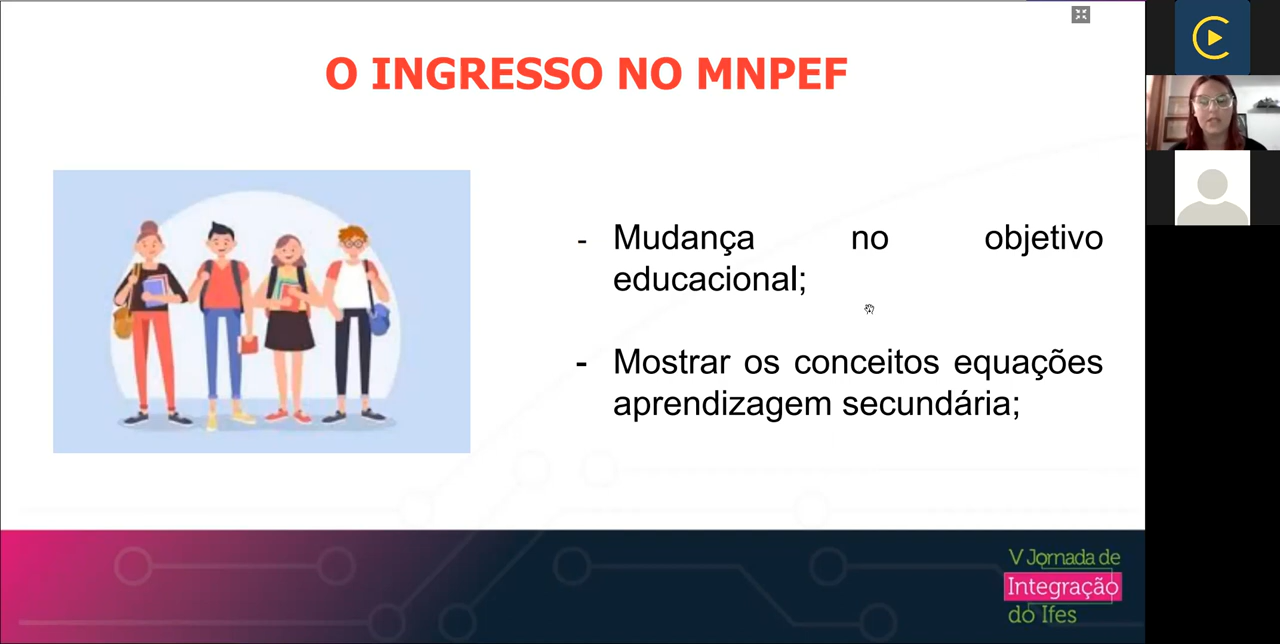 O INGRESSO NO MNPEF
- Mudança no objetivo
educacional;
- Mostrar os conceitos equações
aprendizagem secundária;
V Jornada de
Integração
do Ifes